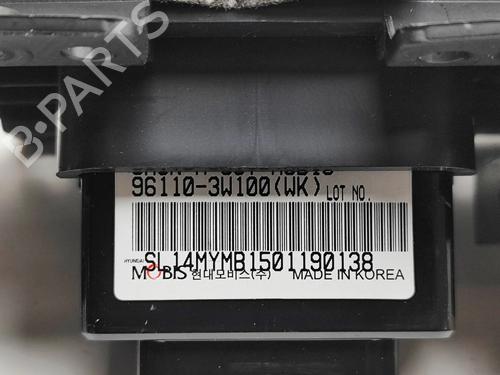 B-PARTS
96110-3W100(WK) LOT NO.
SL14MYMB1501190138
HYUNDAI
MOBIS 현대모비스(주) MADE IN KOREA